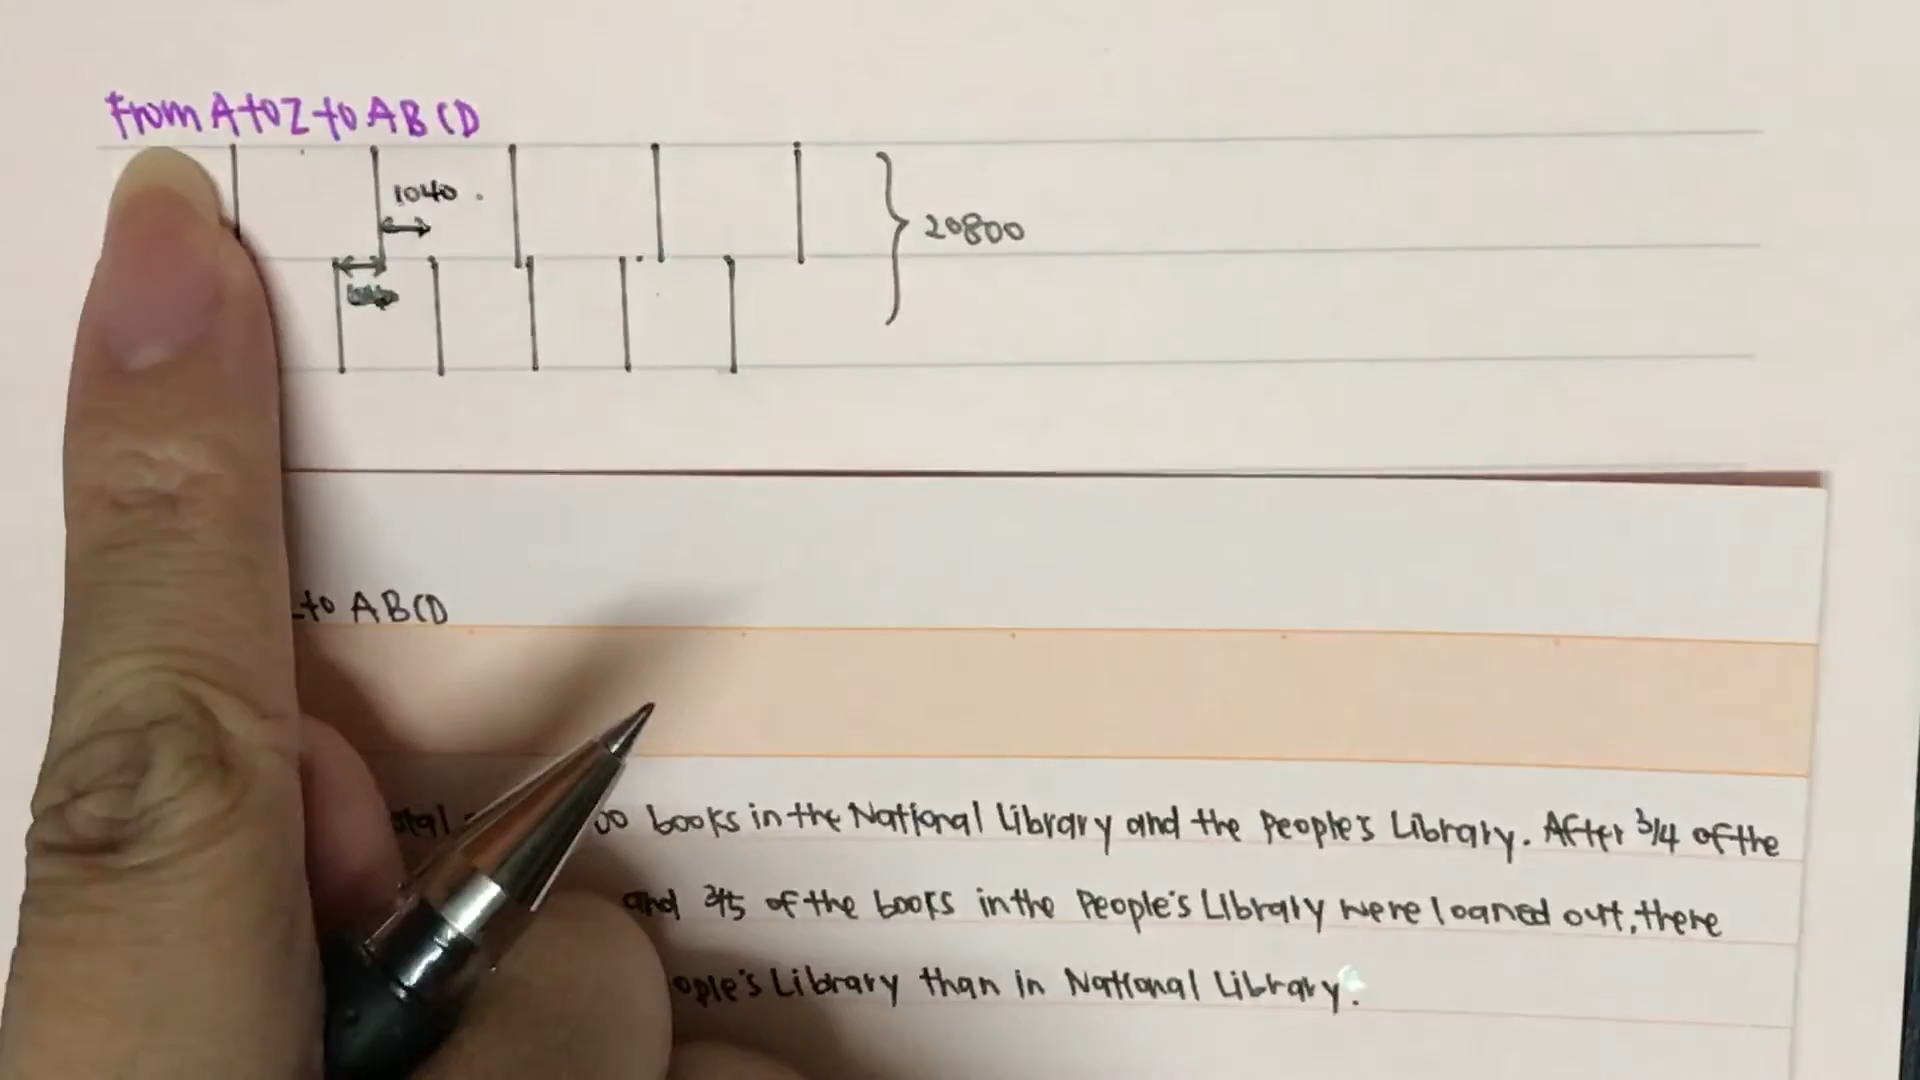 From A to Z to ABCD
1040
20800
to ABCD
books in the National Library and the People's Library. After 3/4 of the
and 3/5 of the books in the People's Library were loaned out, there
ople's Library than in National Library.